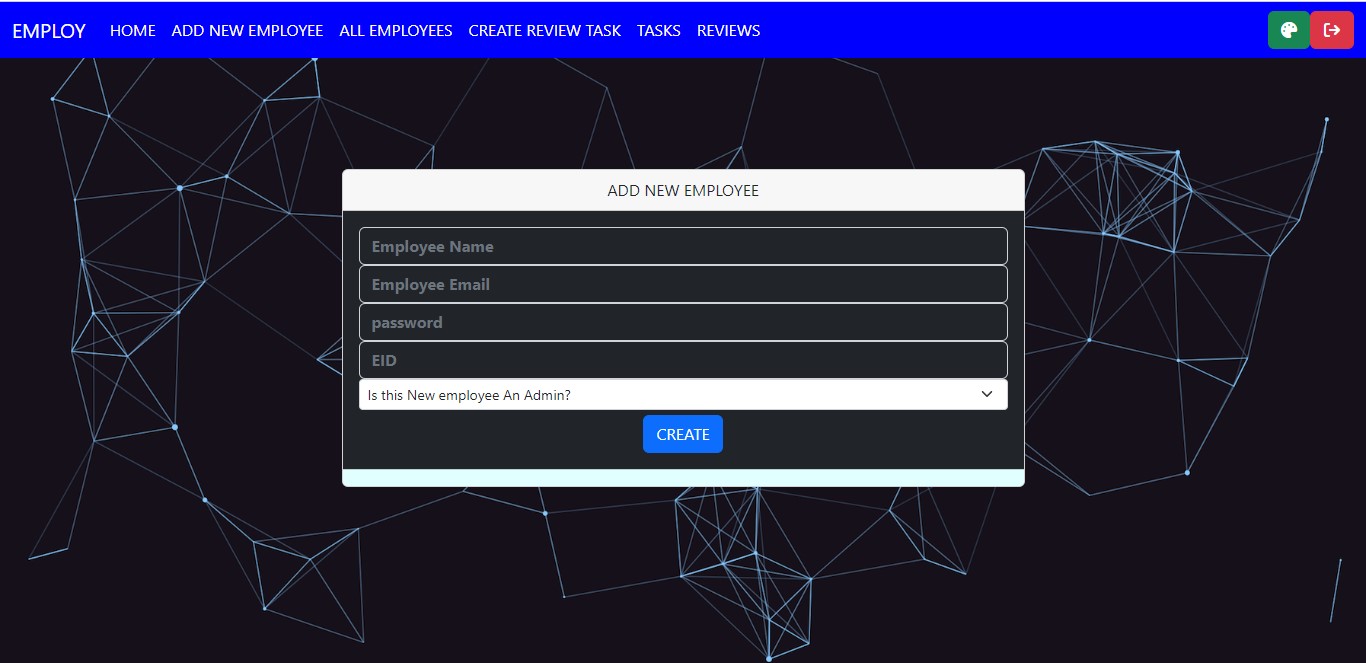 EMPLOY HOME ADD NEW EMPLOYEE ALL EMPLOYEES CREATE REVIEW TASK TASKS REVIEWS
ADD NEW EMPLOYEE
Employee Name
Employee Email
password
EID
Is this New employee An Admin?
CREATE